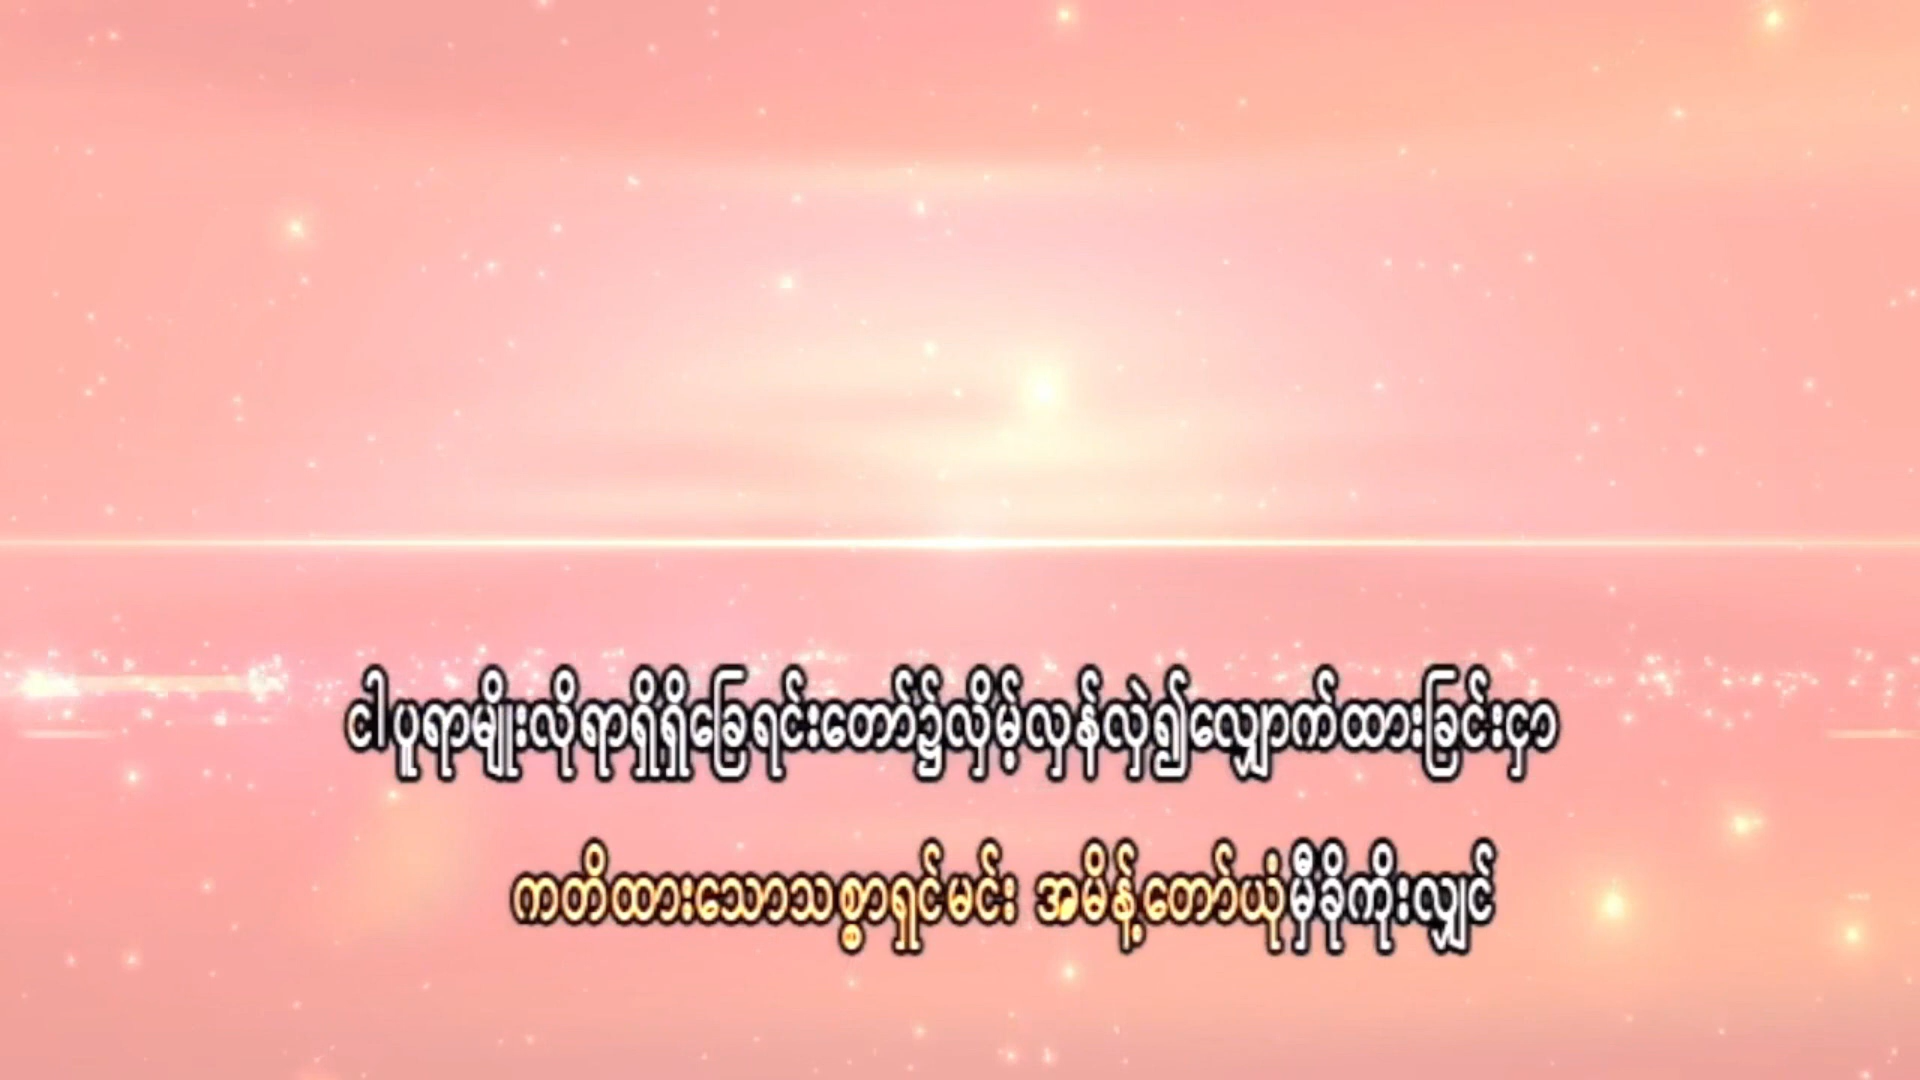 ငါပူရာမျိုးလိုရာရှိရှိခြေရင်းတော်၌လှိမ့်လှန်လှဲ၍လျှောက်ထားခြင်းငှာ
ကတိထားသောသစ္စာရှင်မင်း အမိန့်တော်ယုံမှီခိုကိုးလျှင်